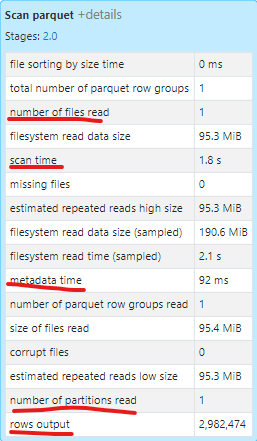 Scan parquet +details
Stages: 2.0
file sorting by size time 0 ms
total number of parquet row groups 1
number of files read 1
filesystem read data size 95.3 MiB
scan time 1.8 s
missing files 0
estimated repeated reads high size 95.3 MiB
filesystem read data size (sampled) 190.6 MiB
filesystem read time (sampled) 2.1 s
metadata time 92 ms
number of parquet row groups read 1
size of files read 95.4 MiB
corrupt files 0
estimated repeated reads low size 95.3 MiB
number of partitions read 1
rows output 2,982,474